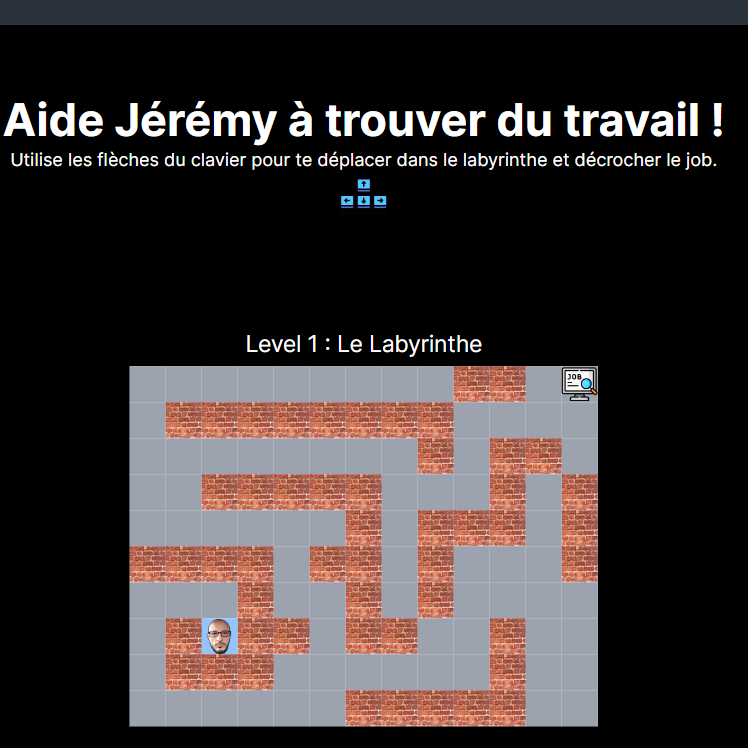 Aide Jérémy à trouver du travail !
Utilise les flèches du clavier pour te déplacer dans le labyrinthe et décrocher le job.
Level 1 : Le Labyrinthe
JOB